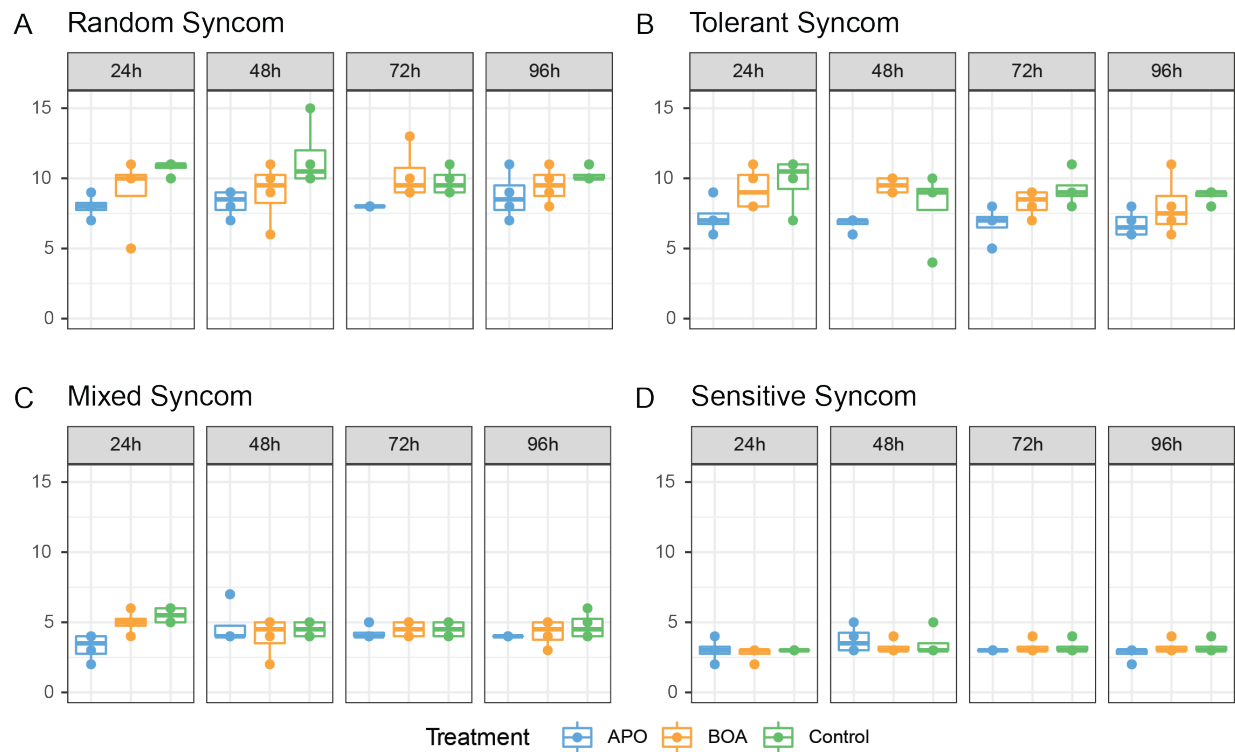 A Random Syncom
24h 48h 72h 96h
15
10
5
0
B Tolerant Syncom
24h 48h 72h 96h
15
10
5
0
C Mixed Syncom
24h 48h 72h 96h
15
10
5
0
D Sensitive Syncom
24h 48h 72h 96h
15
10
5
0
Treatment APO BOA Control